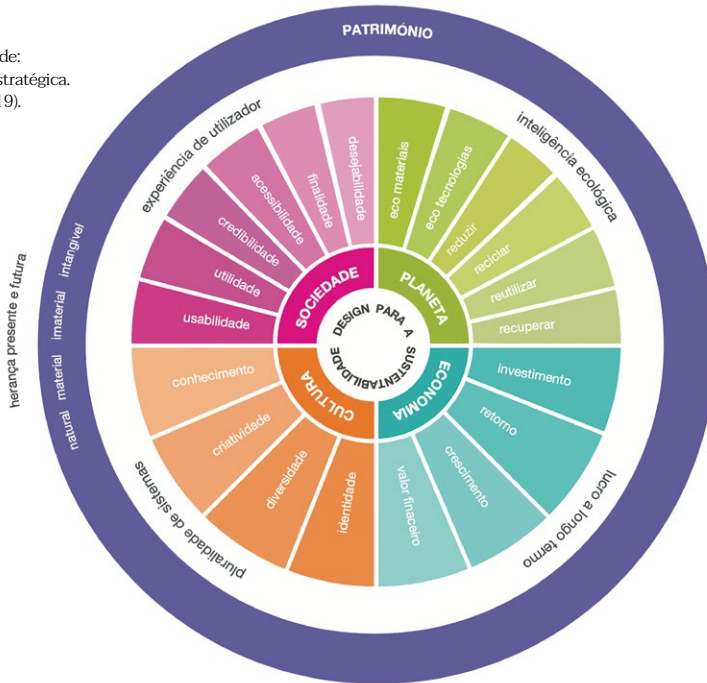 de:
stratégica.
19).
PATRIMÓNIO
experiência de utilizador
inteligência ecológica
desejabilidade
finalidade
acessibilidade
credibilidade
utilidade
usabilidade
eco materiais
eco tecnologias
reduzir
reciclar
reutilizar
recuperar
SOCIEDADE
PLANETA
DESIGN PARA A SUSTENTABILIDADE
CULTURA
ECONOMIA
conhecimento
criatividade
diversidade
identidade
investimento
retorno
crescimento
valor finaceiro
pluralidade de sistemas
lucro a longo termo
herança presente e futura
natural material imaterial intangivel